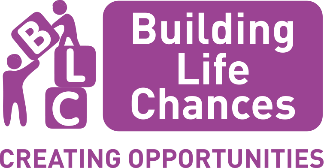 B
L
C
Building
Life
Chances
CREATING OPPORTUNITIES